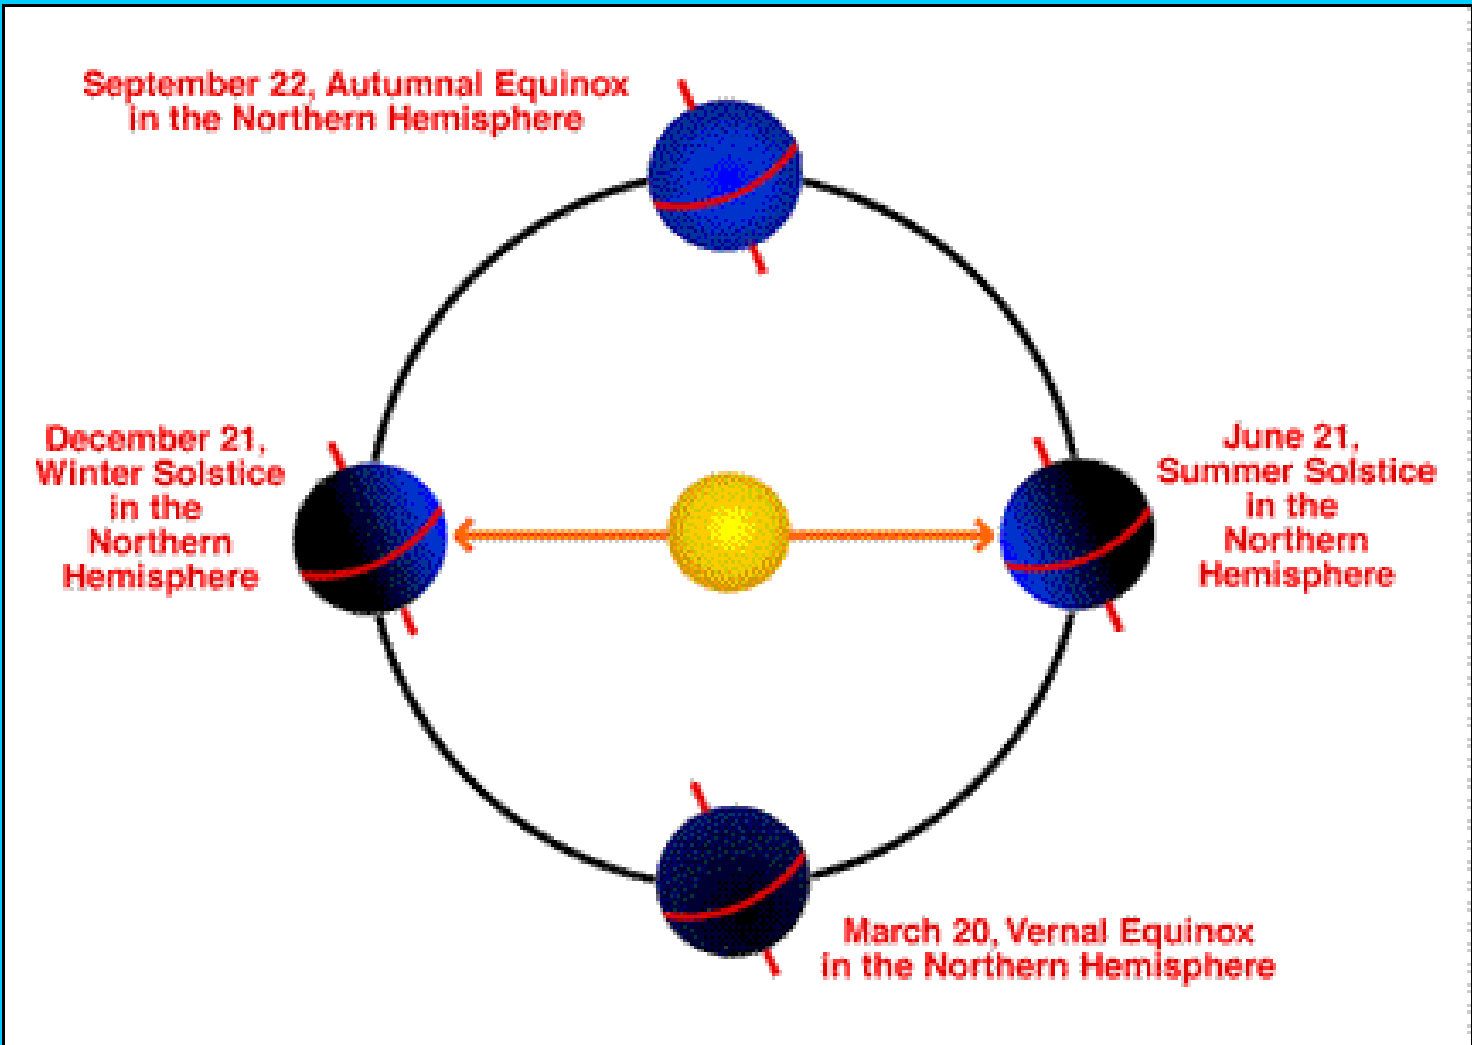 September 22, Autumnal Equinox
in the Northern Hemisphere
December 21,
Winter Solstice
in the
Northern
Hemisphere
June 21,
Summer Solstice
in the
Northern
Hemisphere
March 20, Vernal Equinox
in the Northern Hemisphere